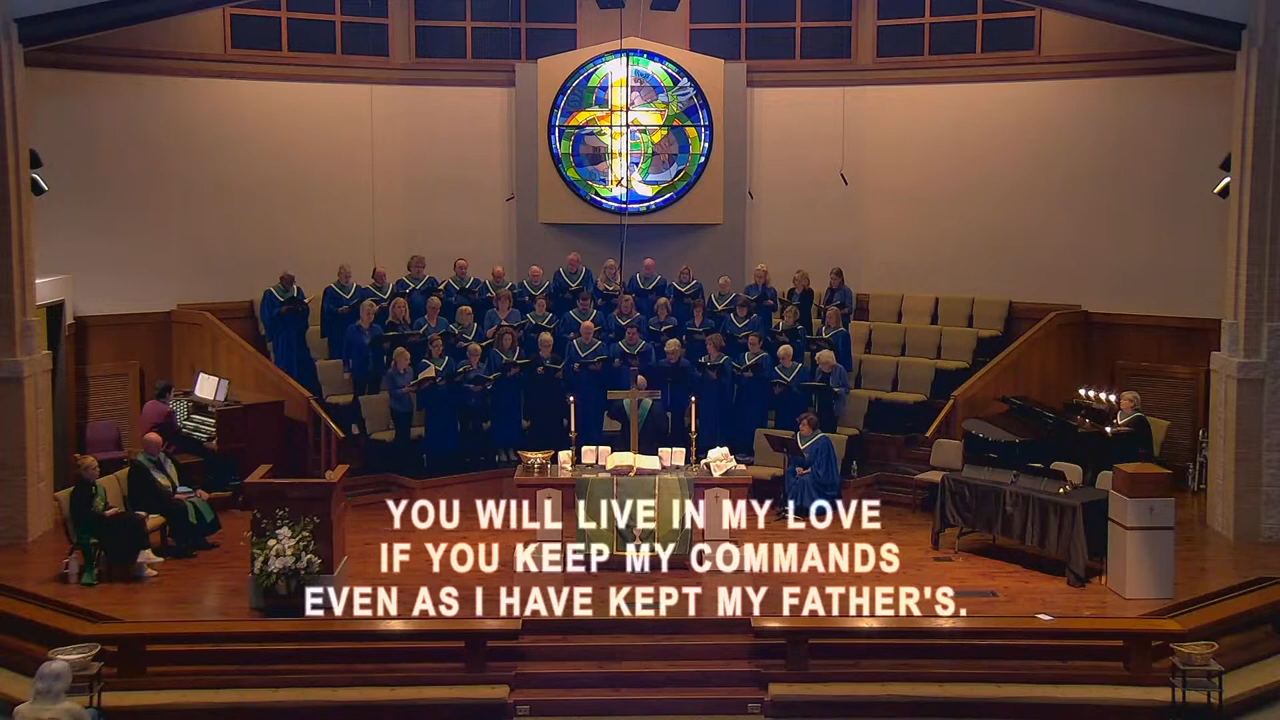 YOU WILL LIVE IN MY LOVE
IF YOU KEEP MY COMMANDS
EVEN AS I HAVE KEPT MY FATHER'S.